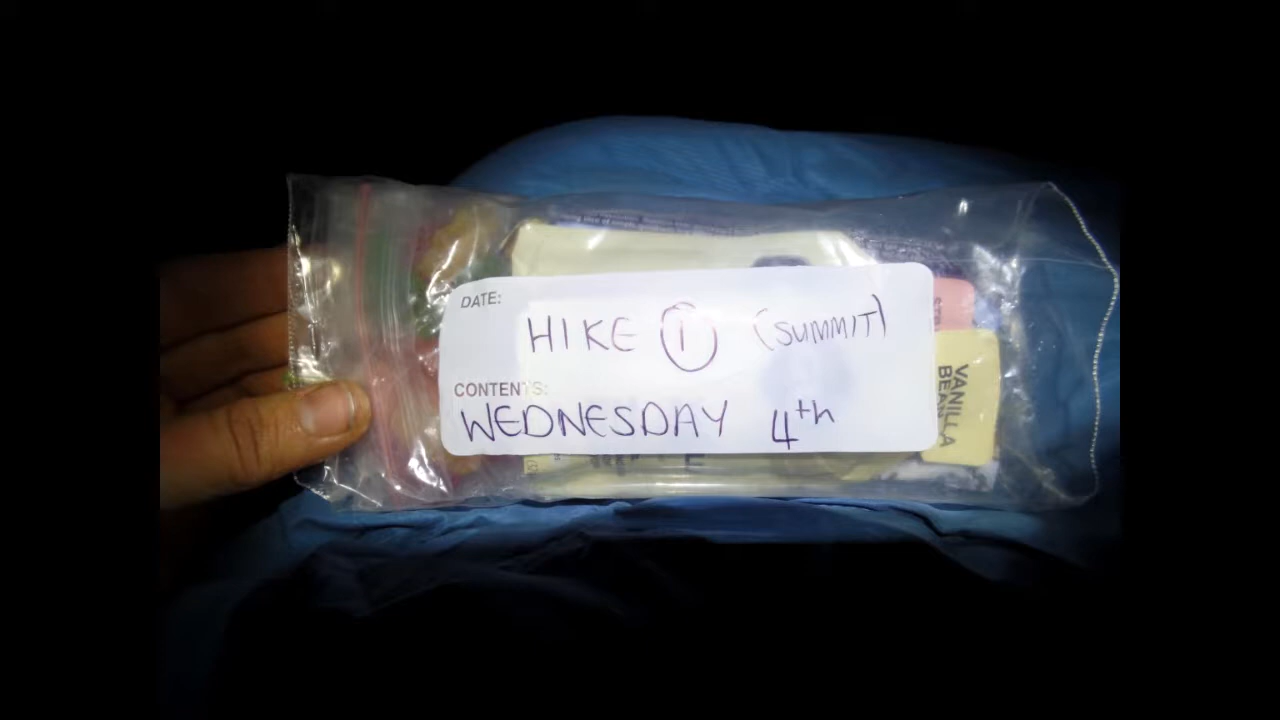 DATE:
HIKE 1 (SUMMIT)
CONTENTS:
WEDNESDAY 4th
VANILLA
BEAN